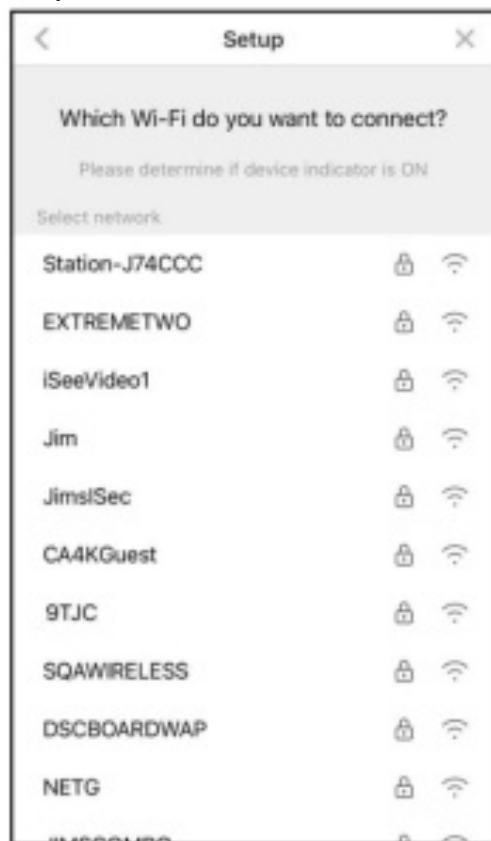 Setup
Which Wi-Fi do you want to connect?
Please determine if device indicator is ON
Select network
Station-J74CCC
EXTREMETWO
iSeeVideo1
Jim
JimsISec
CA4KGuest
9TJC
SQAWIRELESS
DSCBOARDWAP
NETG